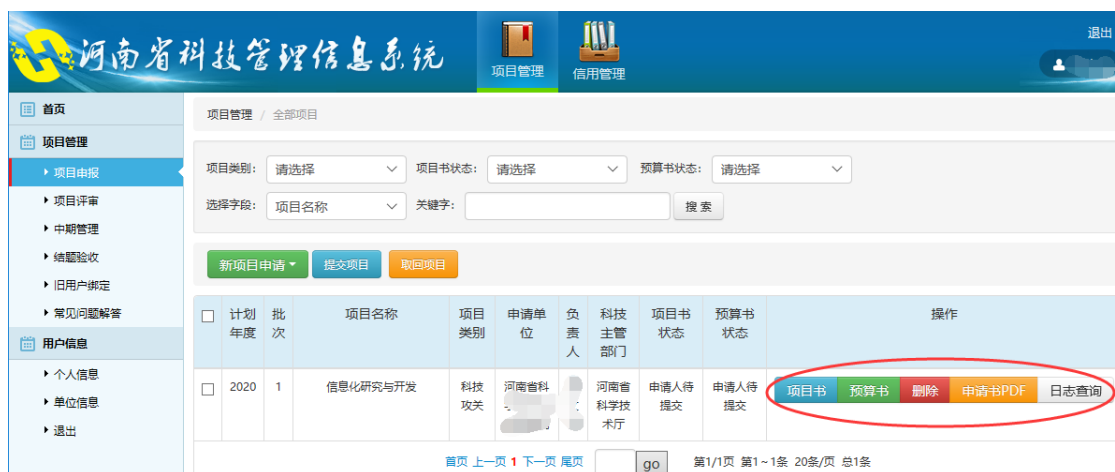 河南省科技管理信息系统
项目管理
信用管理
退出
首页
项目管理
项目申报
项目评审
中期管理
结题验收
旧用户绑定
常见问题解答
用户信息
个人信息
单位信息
退出
项目管理 / 全部项目
项目类别: 请选择 项目书状态: 请选择 预算书状态: 请选择
选择字段: 项目名称 关键字: 搜索
新项目申请 提交项目 取回项目
计划年度 批次 项目名称 项目类别 申请单位 负责人 科技主管部门 项目书状态 预算书状态 操作
2020 1 信息化研究与开发 科技攻关 河南省科 河南省科学技术厅 申请人待提交 申请人待提交 项目书 预算书 删除 申请书PDF 日志查询
首页 上一页 1 下一页 尾页 go 第1/1页 第1~1条 20条/页 总1条